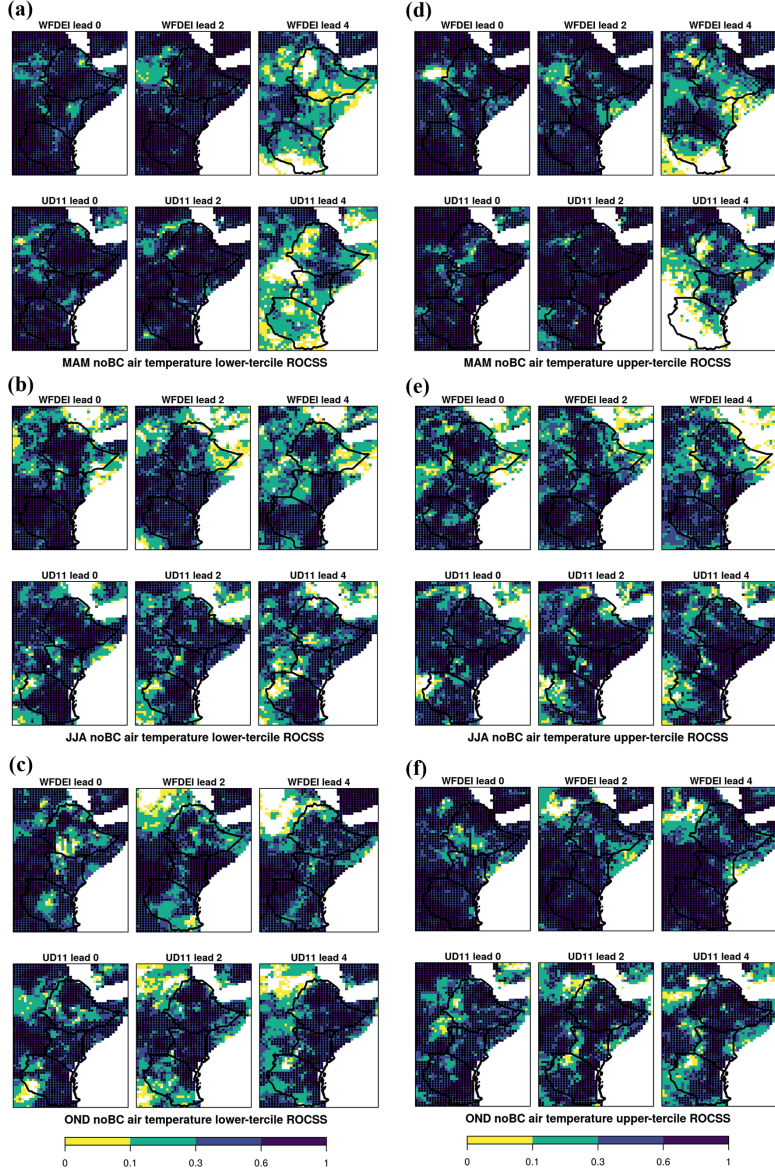 (a)
WFDEI lead 0 WFDEI lead 2 WFDEI lead 4
UD11 lead 0 UD11 lead 2 UD11 lead 4
MAM noBC air temperature lower-tercile ROCSS
(d)
WFDEI lead 0 WFDEI lead 2 WFDEI lead 4
UD11 lead 0 UD11 lead 2 UD11 lead 4
MAM noBC air temperature upper-tercile ROCSS
(b)
WFDEI lead 0 WFDEI lead 2 WFDEI lead 4
UD11 lead 0 UD11 lead 2 UD11 lead 4
JJA noBC air temperature lower-tercile ROCSS
(e)
WFDEI lead 0 WFDEI lead 2 WFDEI lead 4
UD11 lead 0 UD11 lead 2 UD11 lead 4
JJA noBC air temperature upper-tercile ROCSS
(c)
WFDEI lead 0 WFDEI lead 2 WFDEI lead 4
UD11 lead 0 UD11 lead 2 UD11 lead 4
OND noBC air temperature lower-tercile ROCSS
0 0.1 0.3 0.6 1
(f)
WFDEI lead 0 WFDEI lead 2 WFDEI lead 4
UD11 lead 0 UD11 lead 2 UD11 lead 4
OND noBC air temperature upper-tercile ROCSS
0 0.1 0.3 0.6 1